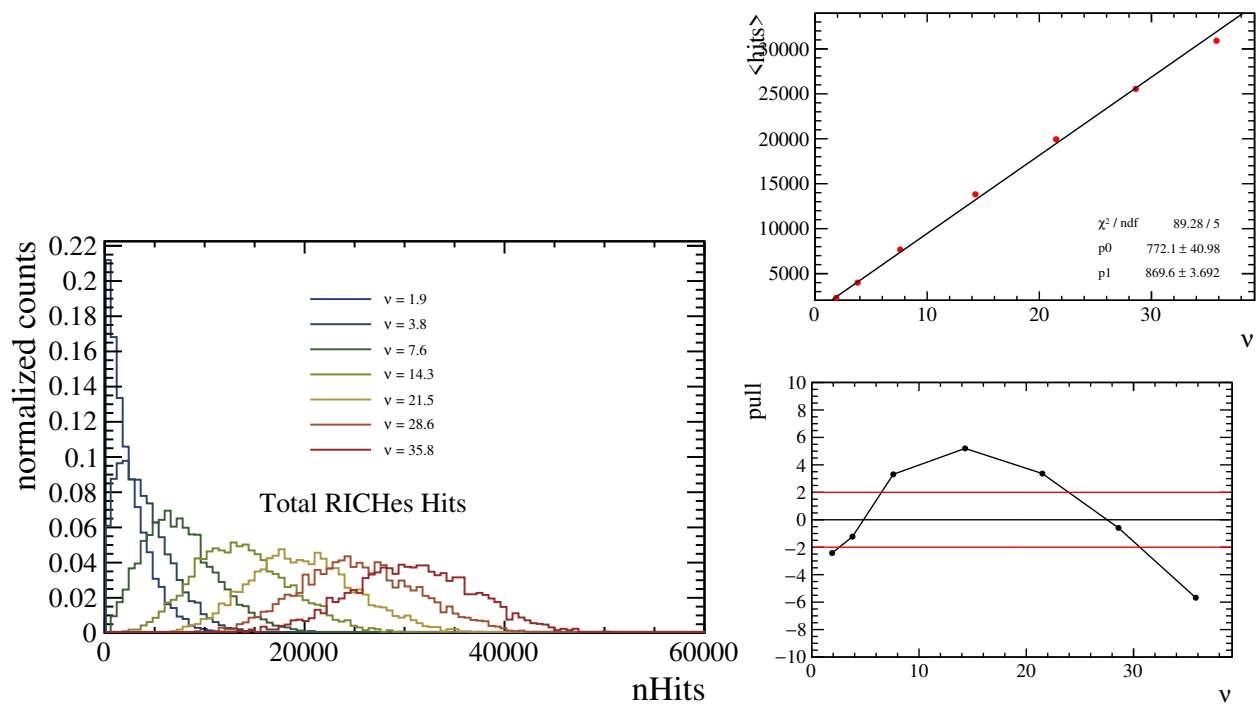 normalized counts
0.22
0.2
0.18
0.16
0.14
0.12
0.1
0.08
0.06
0.04
0.02
0
ν = 1.9
ν = 3.8
ν = 7.6
ν = 14.3
ν = 21.5
ν = 28.6
ν = 35.8
Total RICHes Hits
0 20000 40000 60000
nHits
<hits>
30000
25000
20000
15000
10000
5000
χ² / ndf 89.28 / 5
p0 772.1 ± 40.98
p1 869.6 ± 3.692
0 10 20 30
ν
pull
10
8
6
4
2
0
−2
−4
−6
−8
−10
0 10 20 30
ν